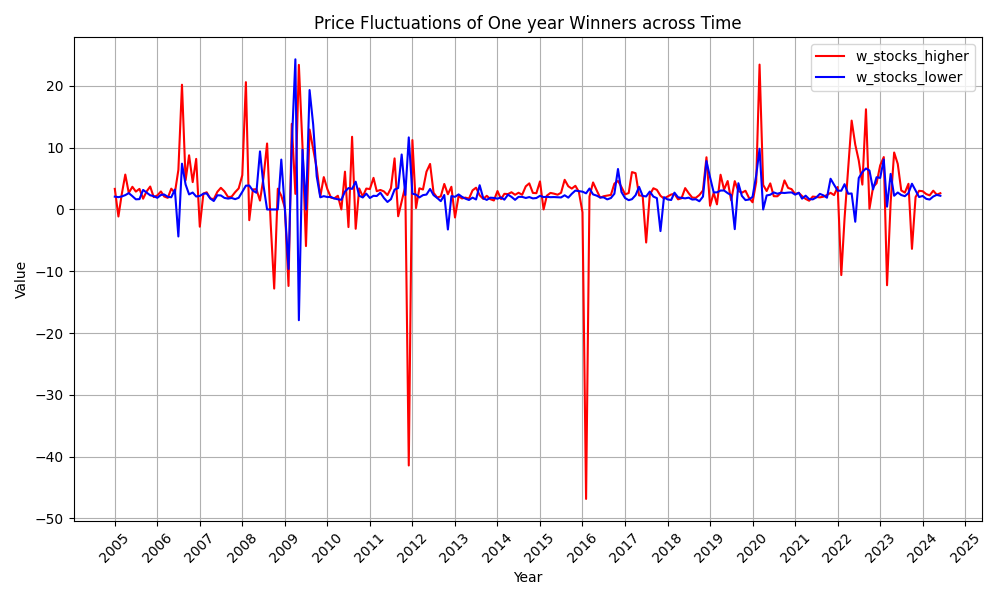 Price Fluctuations of One year Winners across Time
w_stocks_higher
w_stocks_lower
Value
20
10
0
−10
−20
−30
−40
−50
2005 2006 2007 2008 2009 2010 2011 2012 2013 2014 2015 2016 2017 2018 2019 2020 2021 2022 2023 2024 2025
Year